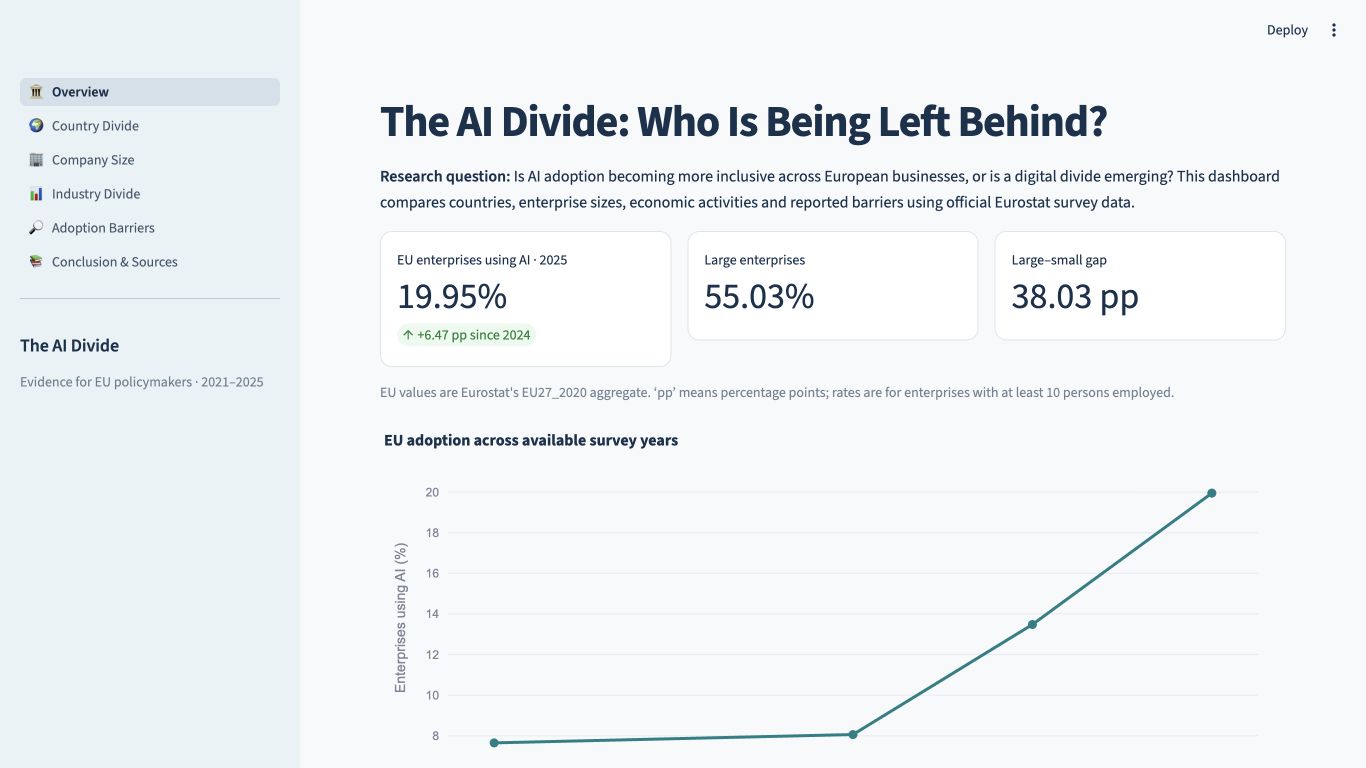 Deploy
Overview
Country Divide
Company Size
Industry Divide
Adoption Barriers
Conclusion & Sources
The AI Divide
Evidence for EU policymakers · 2021–2025
The AI Divide: Who Is Being Left Behind?
Research question: Is AI adoption becoming more inclusive across European businesses, or is a digital divide emerging? This dashboard
compares countries, enterprise sizes, economic activities and reported barriers using official Eurostat survey data.
EU enterprises using AI · 2025
19.95%
↑ +6.47 pp since 2024
Large enterprises
55.03%
Large–small gap
38.03 pp
EU values are Eurostat's EU27_2020 aggregate. ‘pp’ means percentage points; rates are for enterprises with at least 10 persons employed.
EU adoption across available survey years
Enterprises using AI (%)
20
18
16
14
12
10
8